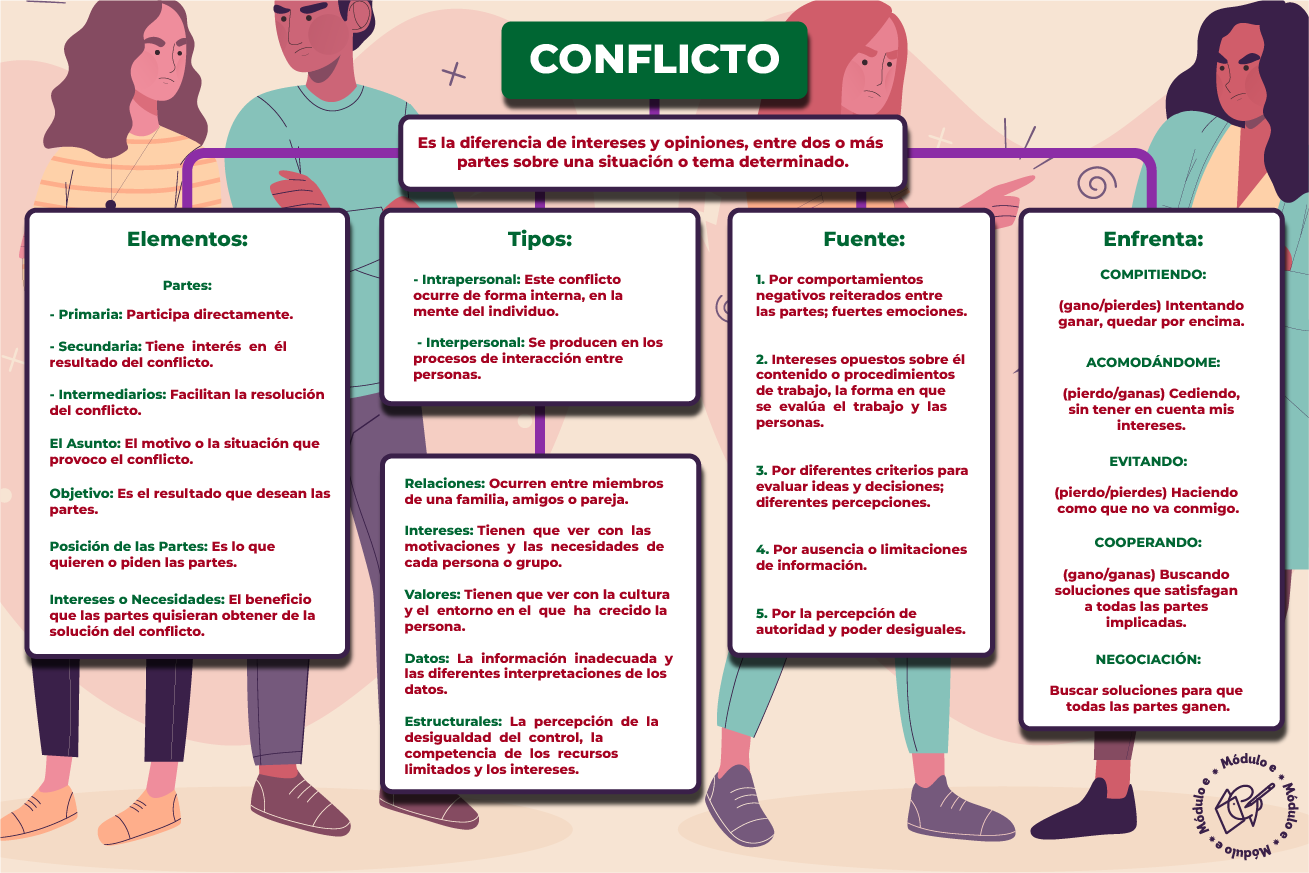 CONFLICTO
Es la diferencia de intereses y opiniones, entre dos o más
partes sobre una situación o tema determinado.
Elementos:
Partes:
- Primaria: Participa directamente.
- Secundaria: Tiene interés en él
resultado del conflicto.
- Intermediarios: Facilitan la resolución
del conflicto.
El Asunto: El motivo o la situación que
provoco el conflicto.
Objetivo: Es el resultado que desean las
partes.
Posición de las Partes: Es lo que
quieren o piden las partes.
Intereses o Necesidades: El beneficio
que las partes quisieran obtener de la
solución del conflicto.
Tipos:
- Intrapersonal: Este conflicto
ocurre de forma interna, en la
mente del individuo.
- Interpersonal: Se producen en los
procesos de interacción entre
personas.
Relaciones: Ocurren entre miembros
de una familia, amigos o pareja.
Intereses: Tienen que ver con las
motivaciones y las necesidades de
cada persona o grupo.
Valores: Tienen que ver con la cultura
y el entorno en el que ha crecido la
persona.
Datos: La información inadecuada y
las diferentes interpretaciones de los
datos.
Estructurales: La percepción de la
desigualdad del control, la
competencia de los recursos
limitados y los intereses.
Fuente:
1. Por comportamientos
negativos reiterados entre
las partes; fuertes emociones.
2. Intereses opuestos sobre él
contenido o procedimientos
de trabajo, la forma en que
se evalúa el trabajo y las
personas.
3. Por diferentes criterios para
evaluar ideas y decisiones;
diferentes percepciones.
4. Por ausencia o limitaciones
de información.
5. Por la percepción de
autoridad y poder desiguales.
Enfrenta:
COMPITIENDO:
(gano/pierdes) Intentando
ganar, quedar por encima.
ACOMODÁNDOME:
(pierdo/ganas) Cediendo,
sin tener en cuenta mis
intereses.
EVITANDO:
(pierdo/pierdes) Haciendo
como que no va conmigo.
COOPERANDO:
(gano/ganas) Buscando
soluciones que satisfagan
a todas las partes
implicadas.
NEGOCIACIÓN:
Buscar soluciones para que
todas las partes ganen.
Módulo e * Módulo e * Módulo e * Módulo e *